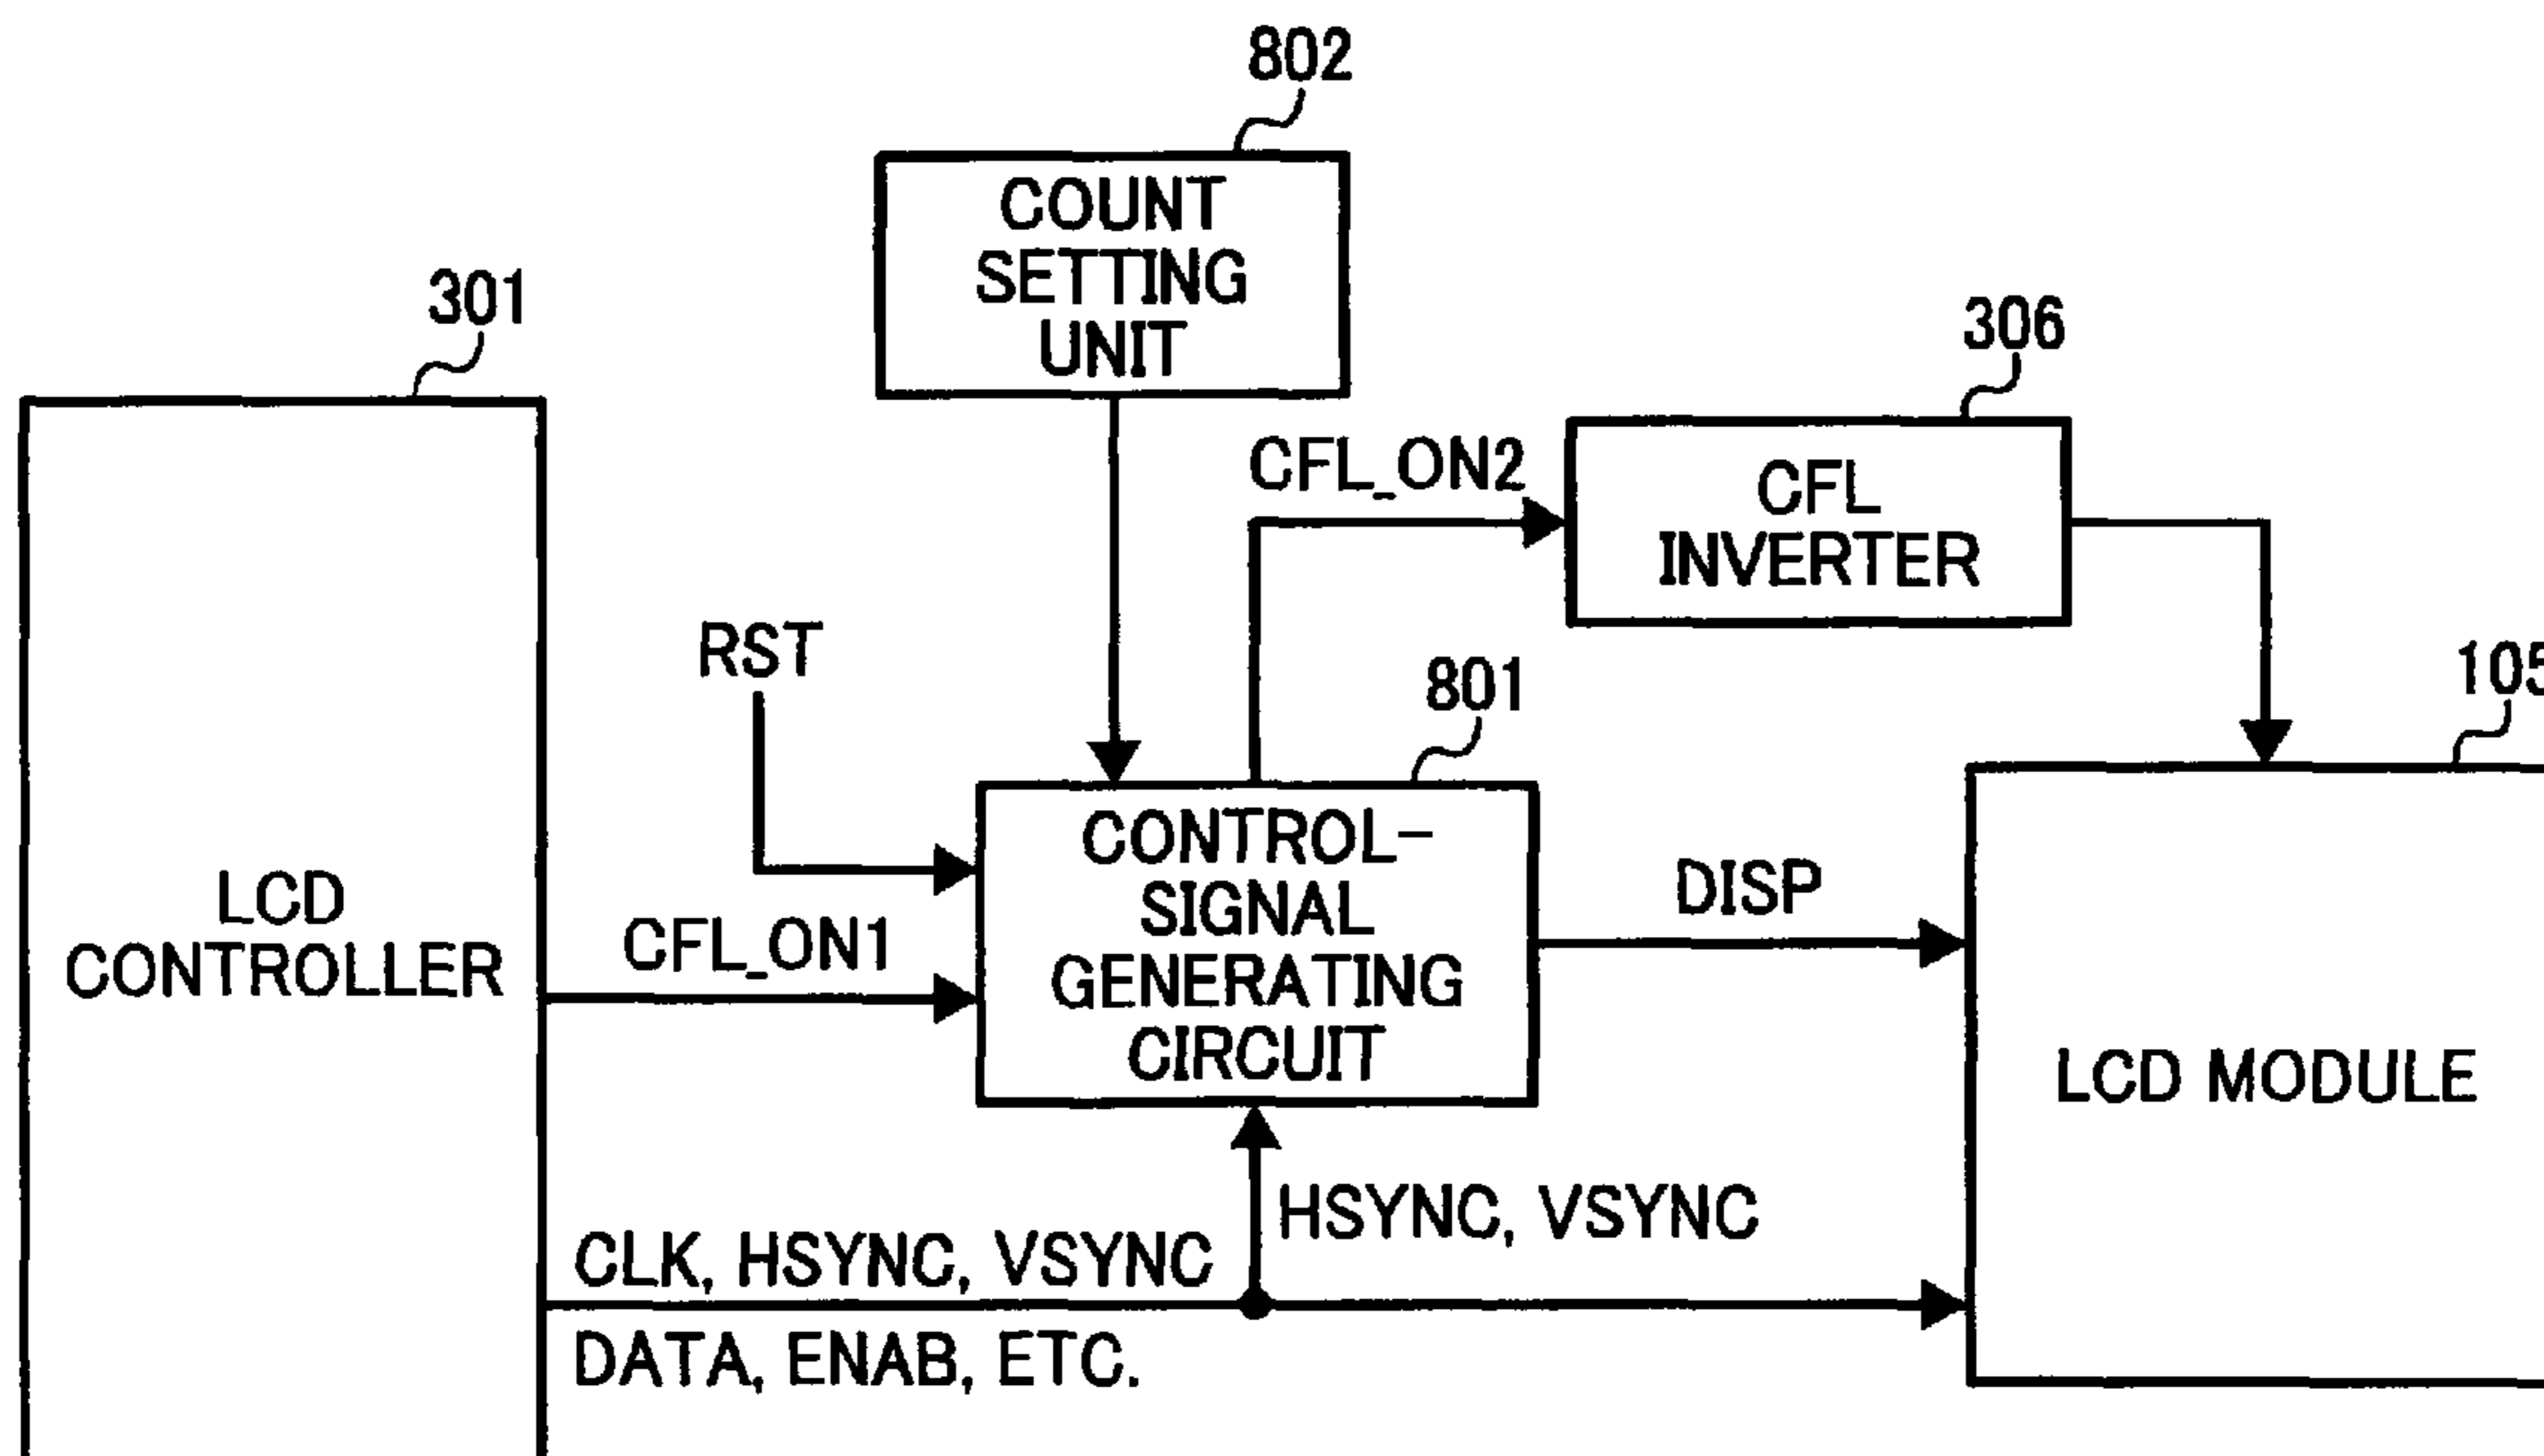 802
COUNT
SETTING
UNIT
301
306
CFL_ON2
CFL
INVERTER
RST
801
105
CONTROL-
SIGNAL
GENERATING
CIRCUIT
LCD
CONTROLLER
CFL_ON1
DISP
LCD MODULE
HSYNC, VSYNC
CLK, HSYNC, VSYNC
DATA, ENAB, ETC.